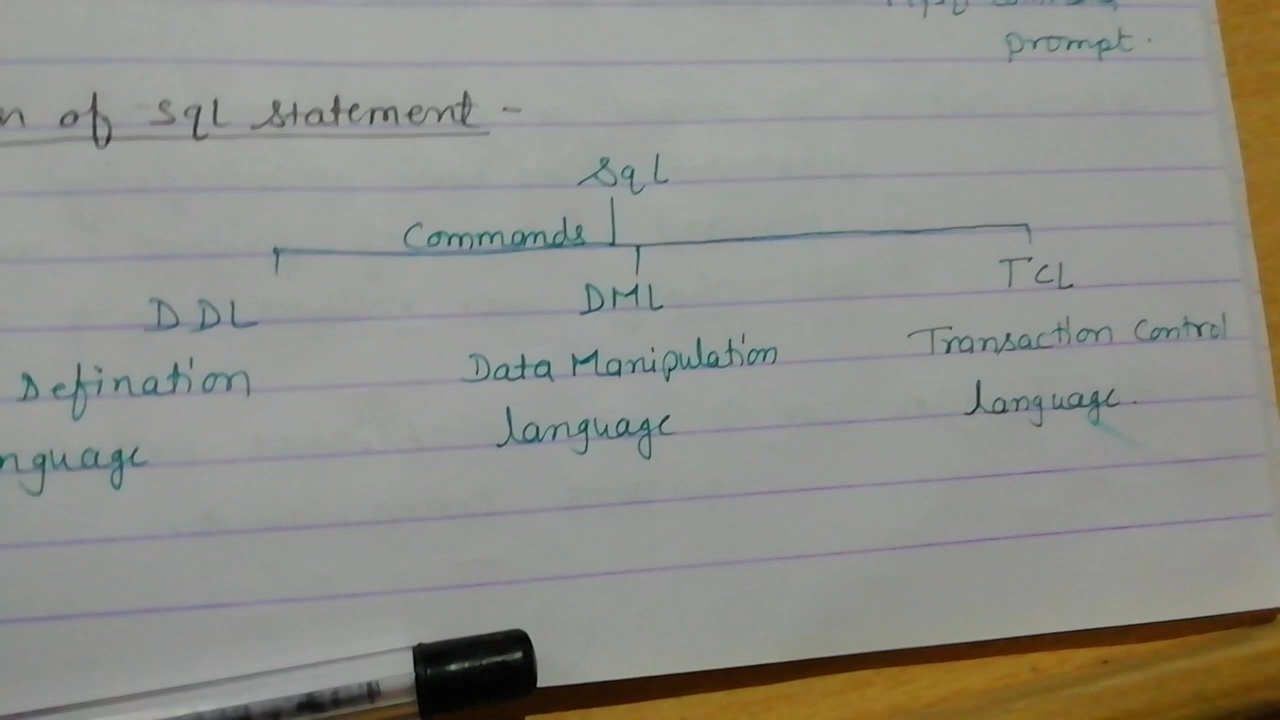 prompt.
n of sql statement -
sql
Commands
DDL DML TCL
Defination Data Manipulation Transaction Control
nguage language language.